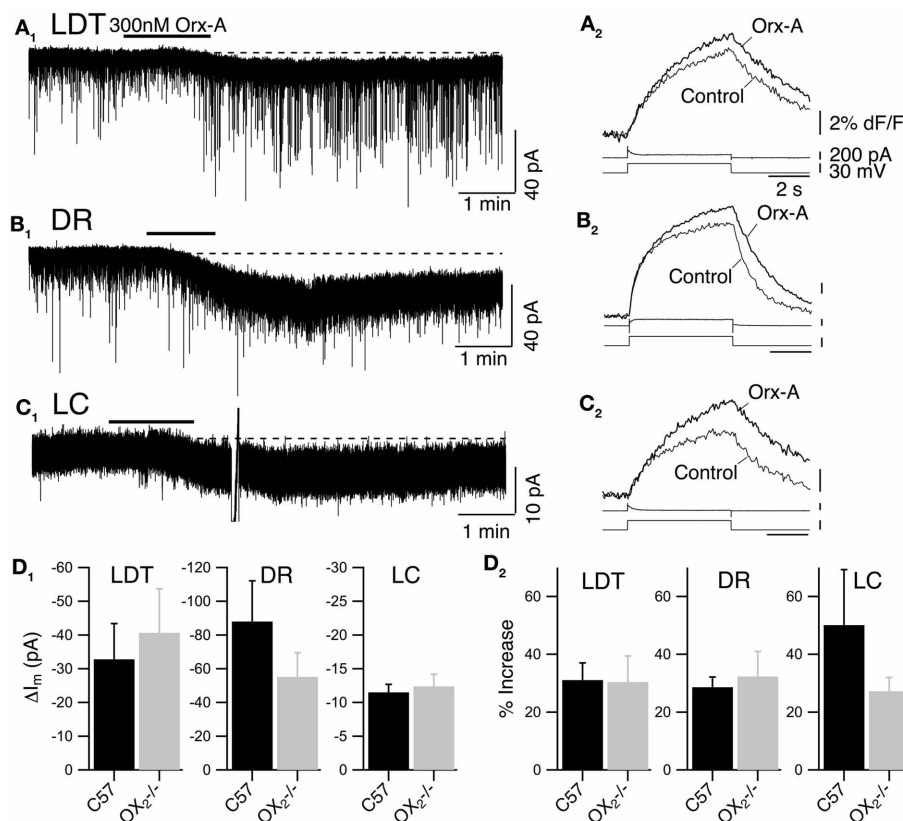 A1 LDT 300nM Orx-A
40 pA
1 min
A2
Orx-A
Control
2% dF/F
200 pA
30 mV
2 s
B1 DR
40 pA
1 min
B2
Orx-A
Control
C1 LC
10 pA
1 min
C2
Orx-A
Control
D1
LDT
DR
LC
ΔIm (pA)
-60
-50
-40
-30
-20
-10
0
-120
-100
-80
-60
-40
-20
0
-30
-25
-20
-15
-10
-5
0
C57
OX2-/-
C57
OX2-/-
C57
OX2-/-
D2
LDT
DR
LC
% Increase
60
40
20
0
60
40
20
0
60
40
20
0
C57
OX2-/-
C57
OX2-/-
C57
OX2-/-